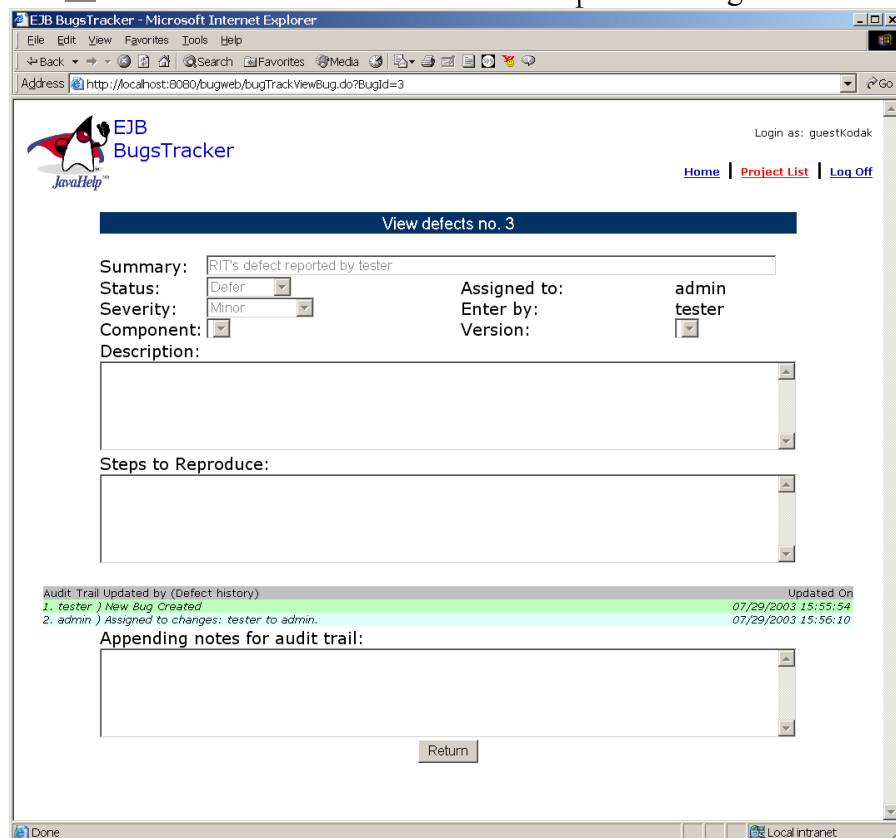 EJB BugsTracker - Microsoft Internet Explorer
File Edit View Favorites Tools Help
Back Search Favorites Media
Address http://localhost:8080/bugweb/bugTrackViewBug.do?BugId=3 Go
EJB
BugsTracker
JavaHelp™
Login as: guestKodak
Home | Project List | Log Off
View defects no. 3
Summary: RIT's defect reported by tester
Status: Defer Assigned to: admin
Severity: Minor Enter by: tester
Component: Version:
Description:
Steps to Reproduce:
Audit Trail Updated by (Defect history) Updated On
1. tester ) New Bug Created 07/29/2003 15:55:54
2. admin ) Assigned to changes: tester to admin. 07/29/2003 15:56:10
Appending notes for audit trail:
Return
Done Local intranet